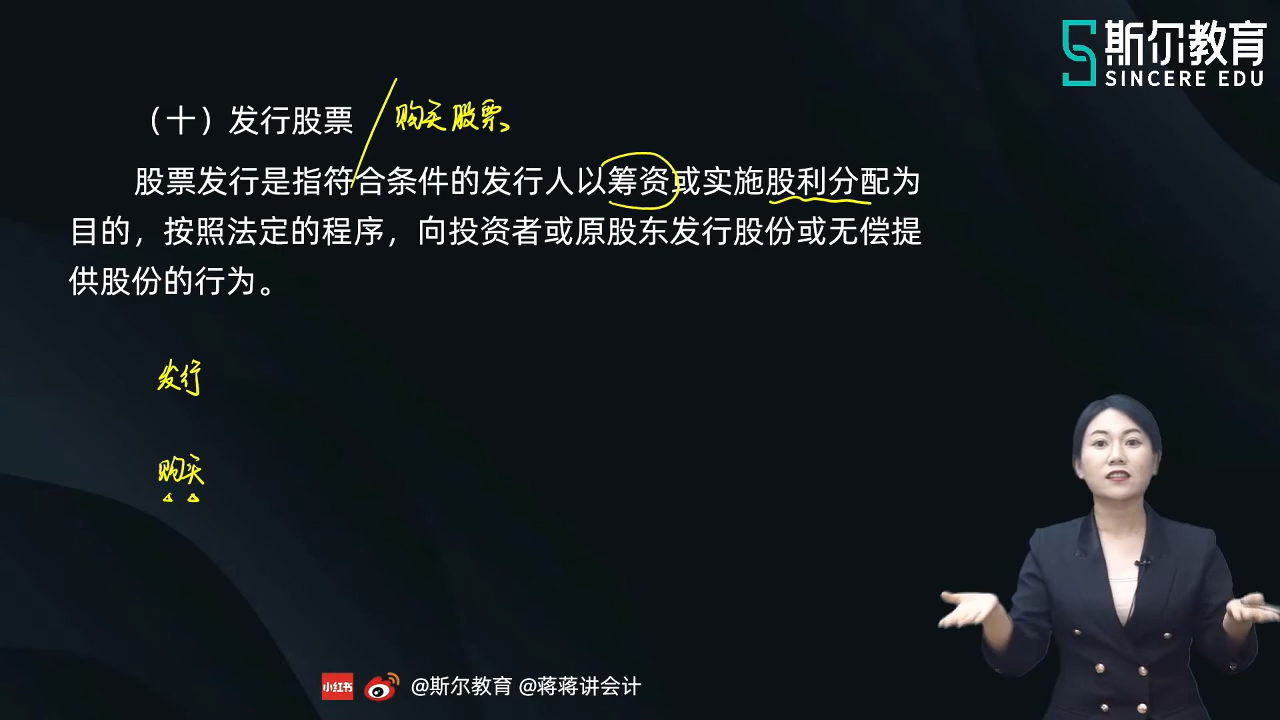 斯尔教育
SINCERE EDU
（十）发行股票 购买股票
股票发行是指符合条件的发行人以筹资或实施股利分配为
目的，按照法定的程序，向投资者或原股东发行股份或无偿提
供股份的行为。
发行
购买
小红书 @斯尔教育 @蒋蒋讲会计